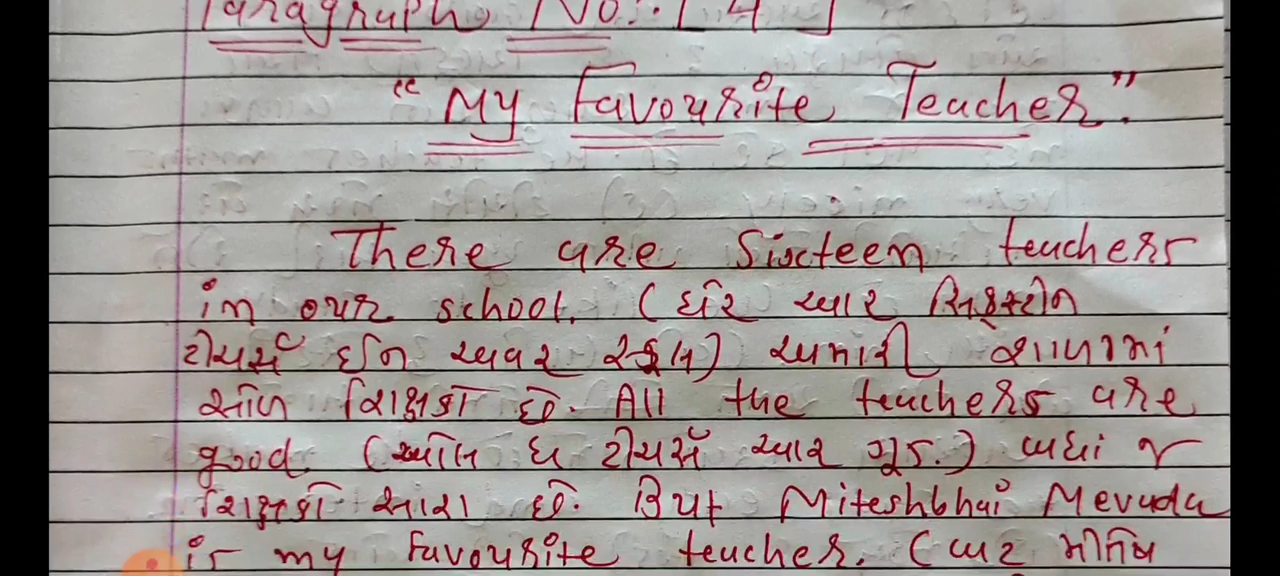 Paragraph No.:- [ 4 ]
“My Favourite Teacher”.
There are Sixteen teachers
in our school. (ધેર આર સિક્સ્ટીન
ટીચર્સ ઈન અવર સ્કુલ) અમારી શાળામાં
સોળ શિક્ષકો છે. All the teachers are
good. (ઓલ ધ ટીચર્સ આર ગુડ.) બધાં જ
શિક્ષકો સારા છે. But Miteshbhai Mevada
is my Favourite teacher. (બટ મીતેષ